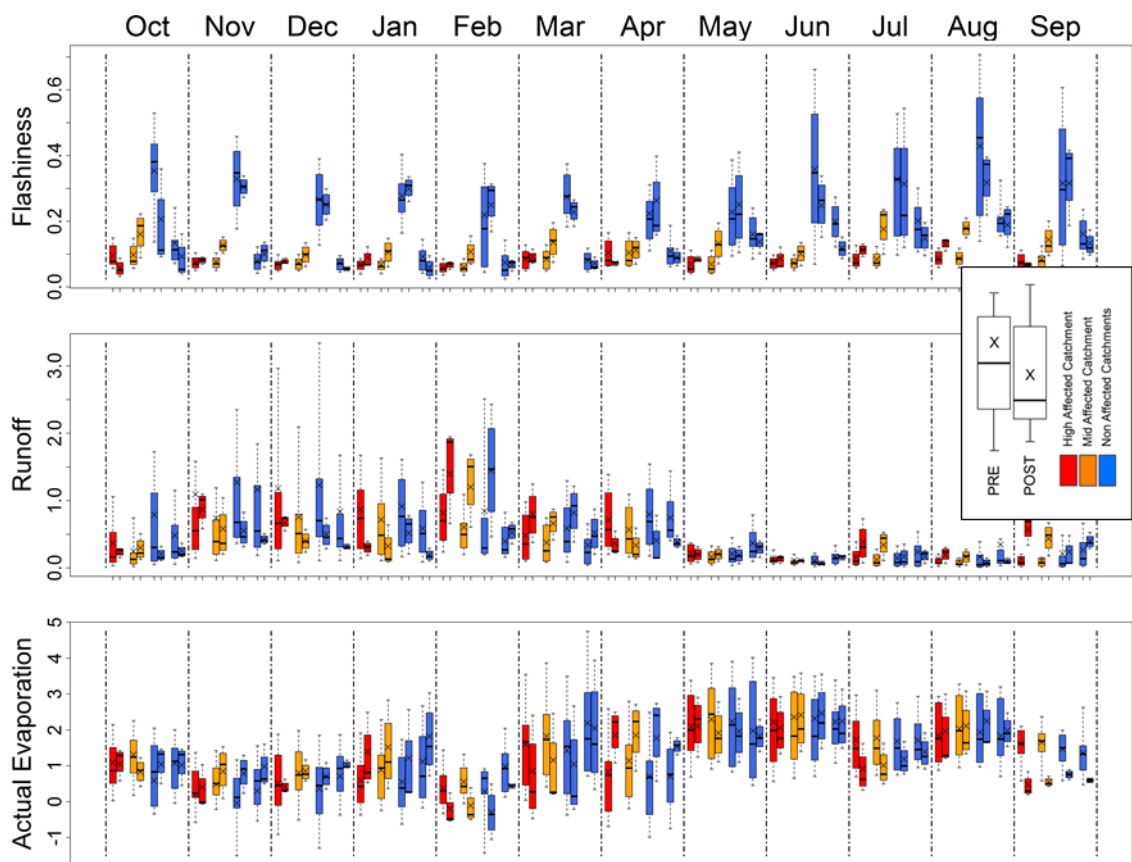 Oct Nov Dec Jan Feb Mar Apr May Jun Jul Aug Sep
Flashiness
0.0 0.2 0.4 0.6
Runoff
0.0 1.0 2.0 3.0
Actual Evaporation
-1 0 1 2 3 4 5
X
X
PRE
POST
High Affected Catchment
Mid Affected Catchment
Non Affected Catchments